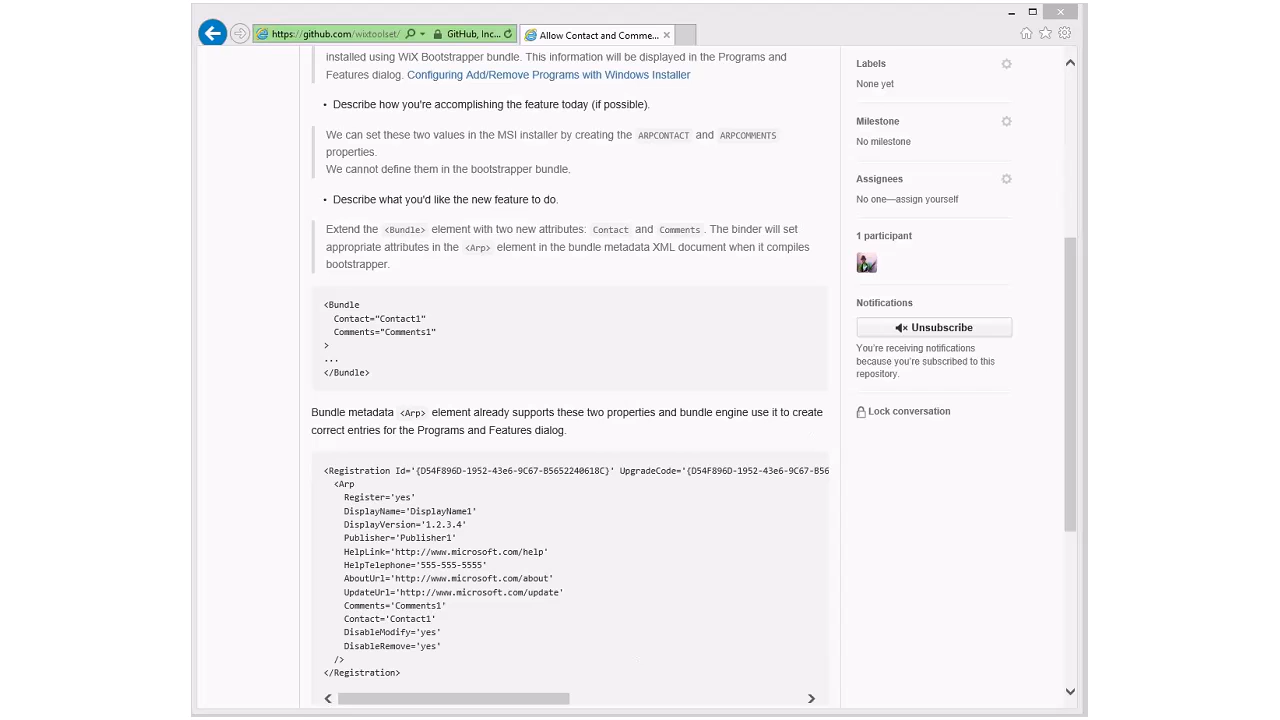 https://github.com/wixtoolset/
GitHub, Inc...
Allow Contact and Comme...
installed using WiX Bootstrapper bundle. This information will be displayed in the Programs and
Features dialog. Configuring Add/Remove Programs with Windows Installer
• Describe how you're accomplishing the feature today (if possible).
We can set these two values in the MSI installer by creating the ARPCONTACT and ARPCOMMENTS
properties.
We cannot define them in the bootstrapper bundle.
• Describe what you'd like the new feature to do.
Extend the <Bundle> element with two new attributes: Contact and Comments. The binder will set
appropriate attributes in the <Arp> element in the bundle metadata XML document when it compiles
bootstrapper.
<Bundle
Contact="Contact1"
Comments="Comments1"
>
...
</Bundle>
Bundle metadata <Arp> element already supports these two properties and bundle engine use it to create
correct entries for the Programs and Features dialog.
<Registration Id='{D54F896D-1952-43e6-9C67-B5652240618C}' UpgradeCode='{D54F896D-1952-43e6-9C67-B56
<Arp
Register='yes'
DisplayName='DisplayName1'
DisplayVersion='1.2.3.4'
Publisher='Publisher1'
HelpLink='http://www.microsoft.com/help'
HelpTelephone='555-555-5555'
AboutUrl='http://www.microsoft.com/about'
UpdateUrl='http://www.microsoft.com/update'
Comments='Comments1'
Contact='Contact1'
DisableModify='yes'
DisableRemove='yes'
/>
</Registration>
Labels
None yet
Milestone
No milestone
Assignees
No one—assign yourself
1 participant
Notifications
Unsubscribe
You're receiving notifications
because you're subscribed to this
repository.
Lock conversation